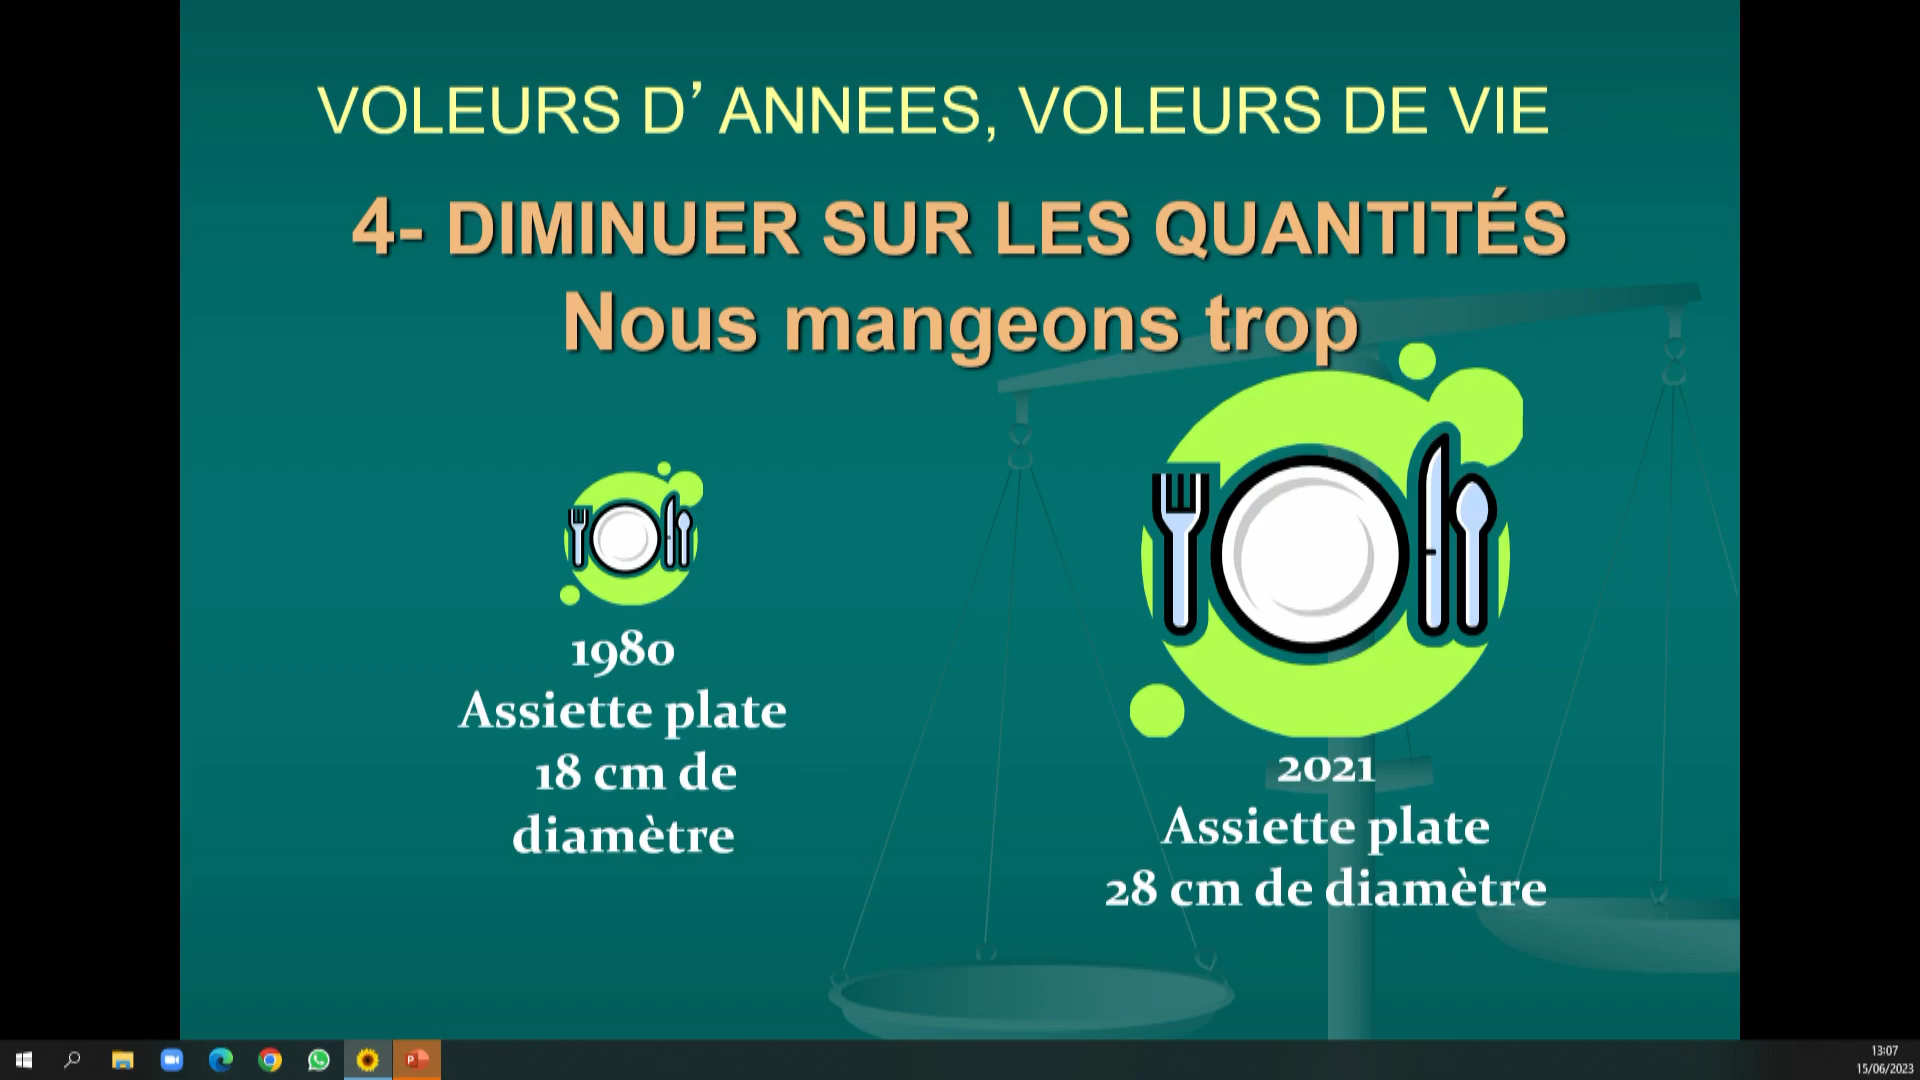 VOLEURS D’ANNEES, VOLEURS DE VIE
4- DIMINUER SUR LES QUANTITÉS
Nous mangeons trop
1980
Assiette plate
18 cm de
diamètre
2021
Assiette plate
28 cm de diamètre
13:07
15/06/2023